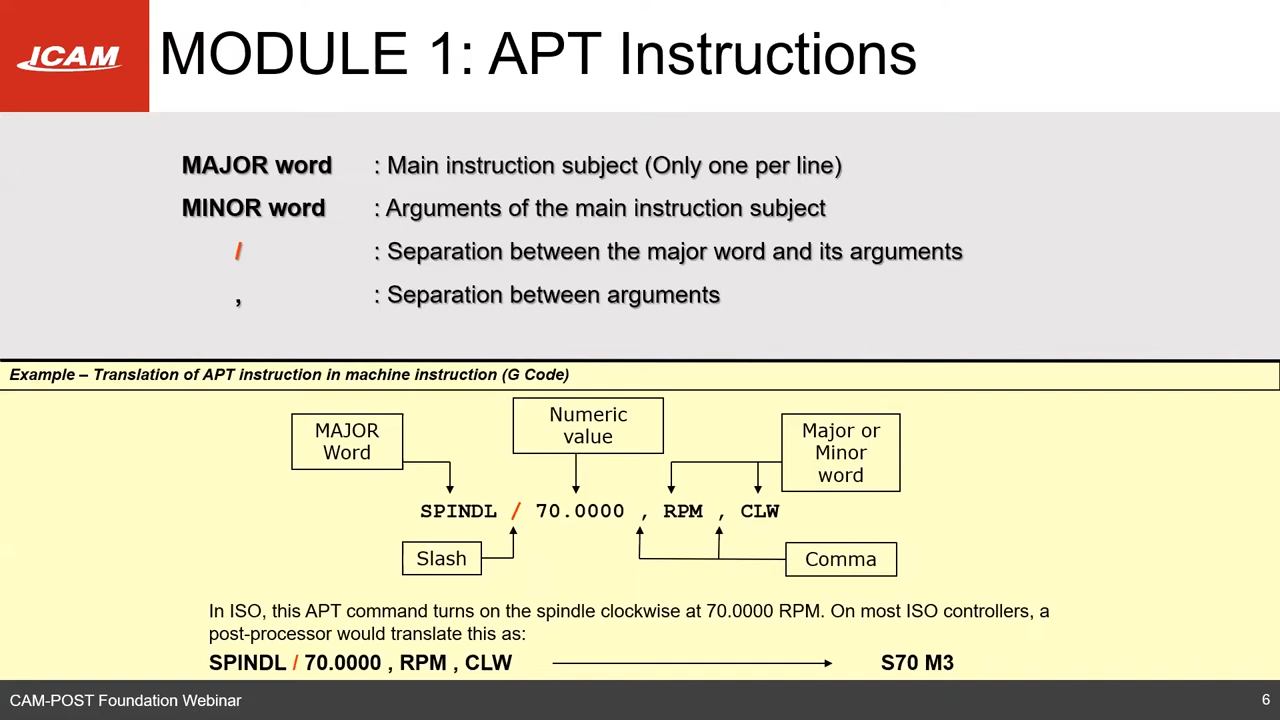 ICAM
MODULE 1: APT Instructions
MAJOR word : Main instruction subject (Only one per line)
MINOR word : Arguments of the main instruction subject
/ : Separation between the major word and its arguments
, : Separation between arguments
Example – Translation of APT instruction in machine instruction (G Code)
MAJOR
Word
Numeric
value
Major or
Minor
word
SPINDL / 70.0000 , RPM , CLW
Slash
Comma
In ISO, this APT command turns on the spindle clockwise at 70.0000 RPM. On most ISO controllers, a
post-processor would translate this as:
SPINDL / 70.0000 , RPM , CLW S70 M3
CAM-POST Foundation Webinar 6